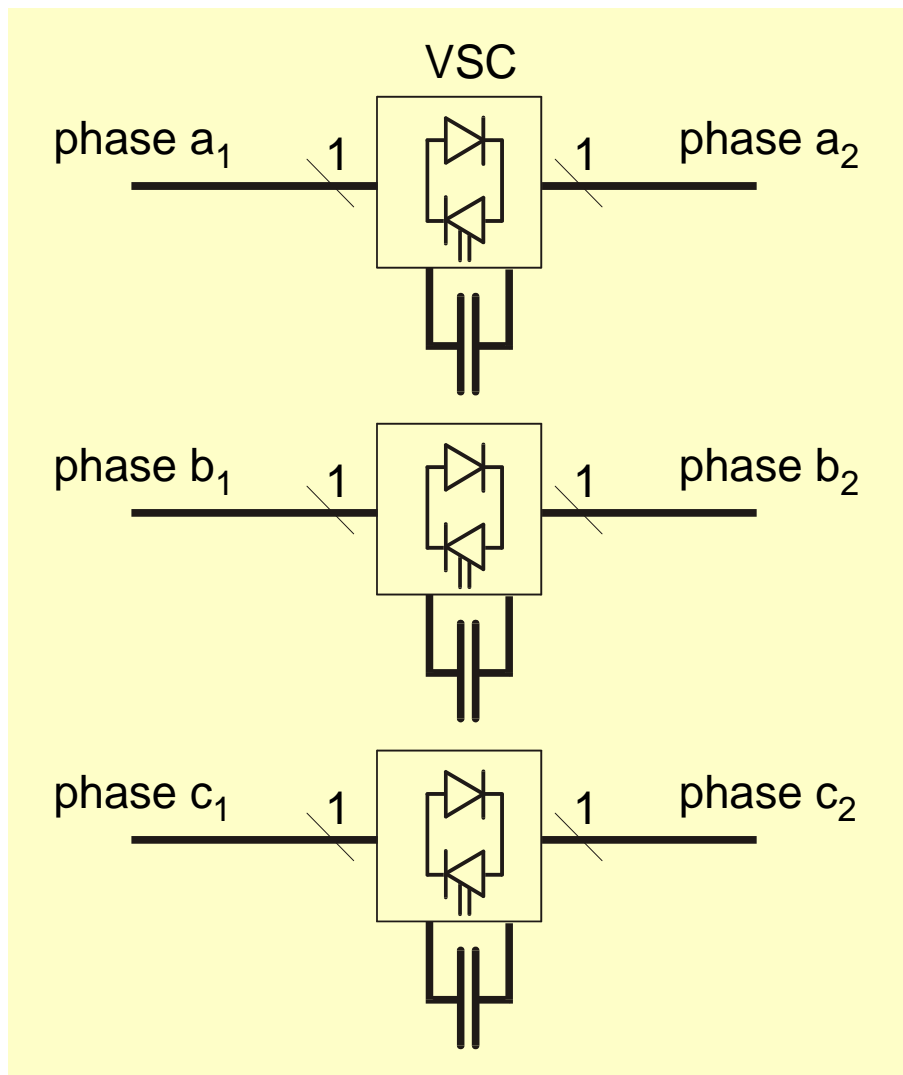 VSC
phase a₁ 1 1 phase a₂
phase b₁ 1 1 phase b₂
phase c₁ 1 1 phase c₂